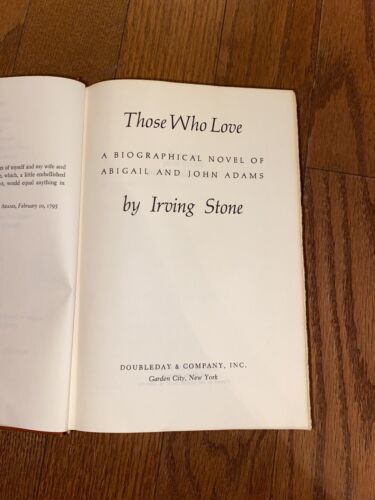 of myself and my wife and
which, a little embellished
would equal anything in
ADAMS, February 10, 1795
Those Who Love
A BIOGRAPHICAL NOVEL OF
ABIGAIL AND JOHN ADAMS
by Irving Stone
DOUBLEDAY & COMPANY, INC.
Garden City, New York